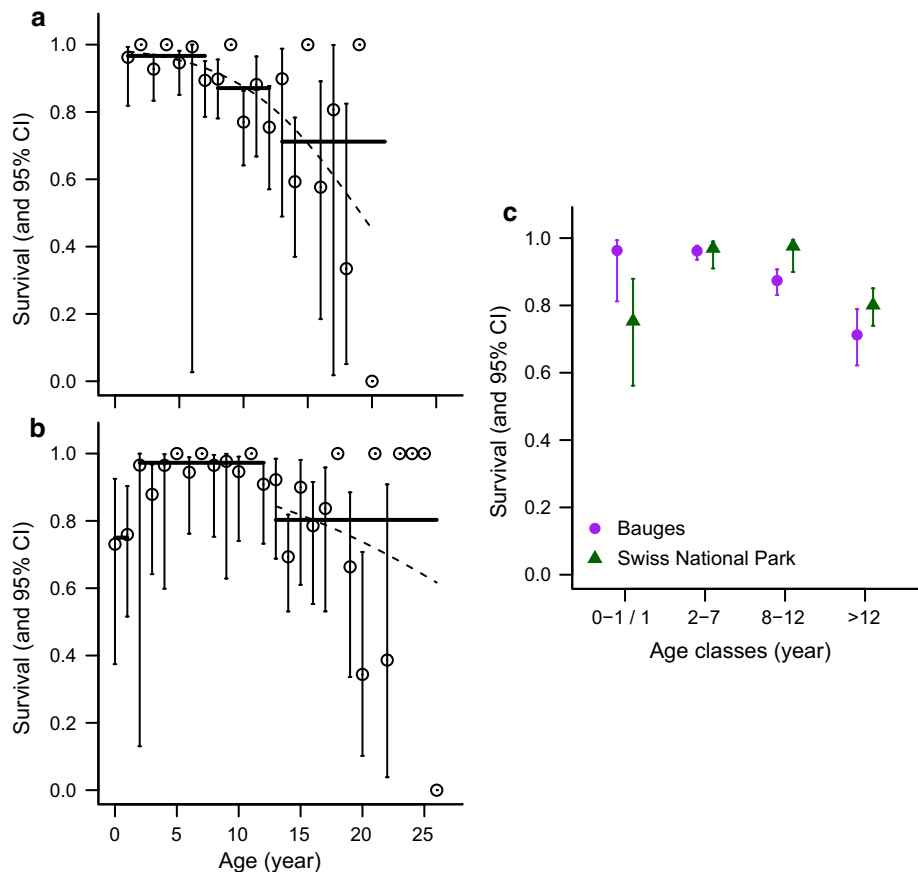 a
1.0
0.8
0.6
0.4
0.2
0.0
Survival (and 95% CI)
b
1.0
0.8
0.6
0.4
0.2
0.0
Survival (and 95% CI)
0 5 10 15 20 25
Age (year)
c
1.0
0.8
0.6
0.4
0.2
0.0
Survival (and 95% CI)
Bauges
Swiss National Park
0−1 / 1 2−7 8−12 >12
Age classes (year)